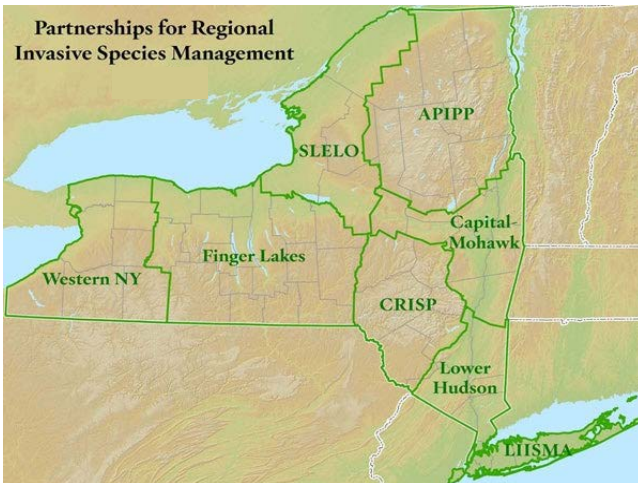 Partnerships for Regional
Invasive Species Management
APIPP
SLELO
Capital-
Mohawk
Finger Lakes
Western NY
CRISP
Lower
Hudson
LIISMA